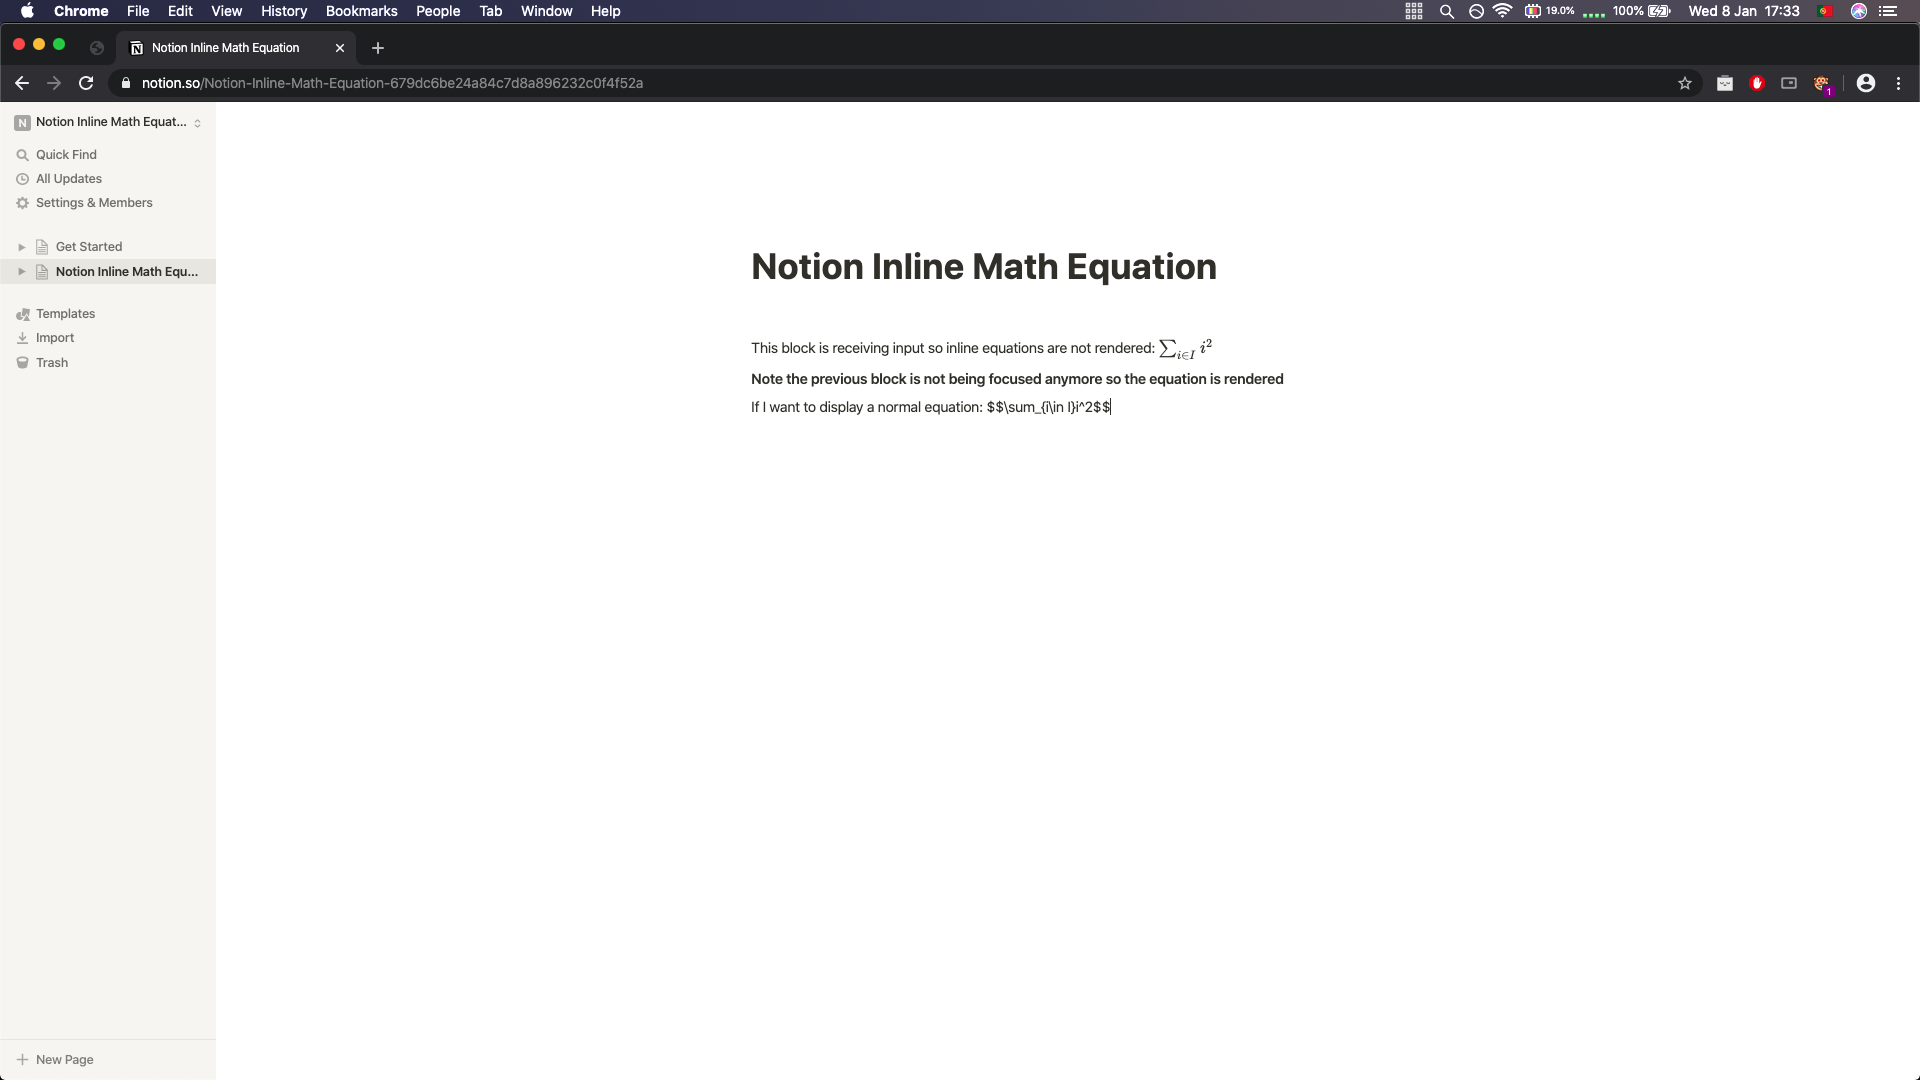 Chrome File Edit View History Bookmarks People Tab Window Help 19.0% 100% Wed 8 Jan 17:33
Notion Inline Math Equation
notion.so/Notion-Inline-Math-Equation-679dc6be24a84c7d8a896232c0f4f52a 1
N Notion Inline Math Equat...
Quick Find
All Updates
Settings & Members
Get Started
Notion Inline Math Equ...
Templates
Import
Trash
New Page
Notion Inline Math Equation
This block is receiving input so inline equations are not rendered: ∑i∈I i²
Note the previous block is not being focused anymore so the equation is rendered
If I want to display a normal equation: $$\sum_{i\in I}i^2$$